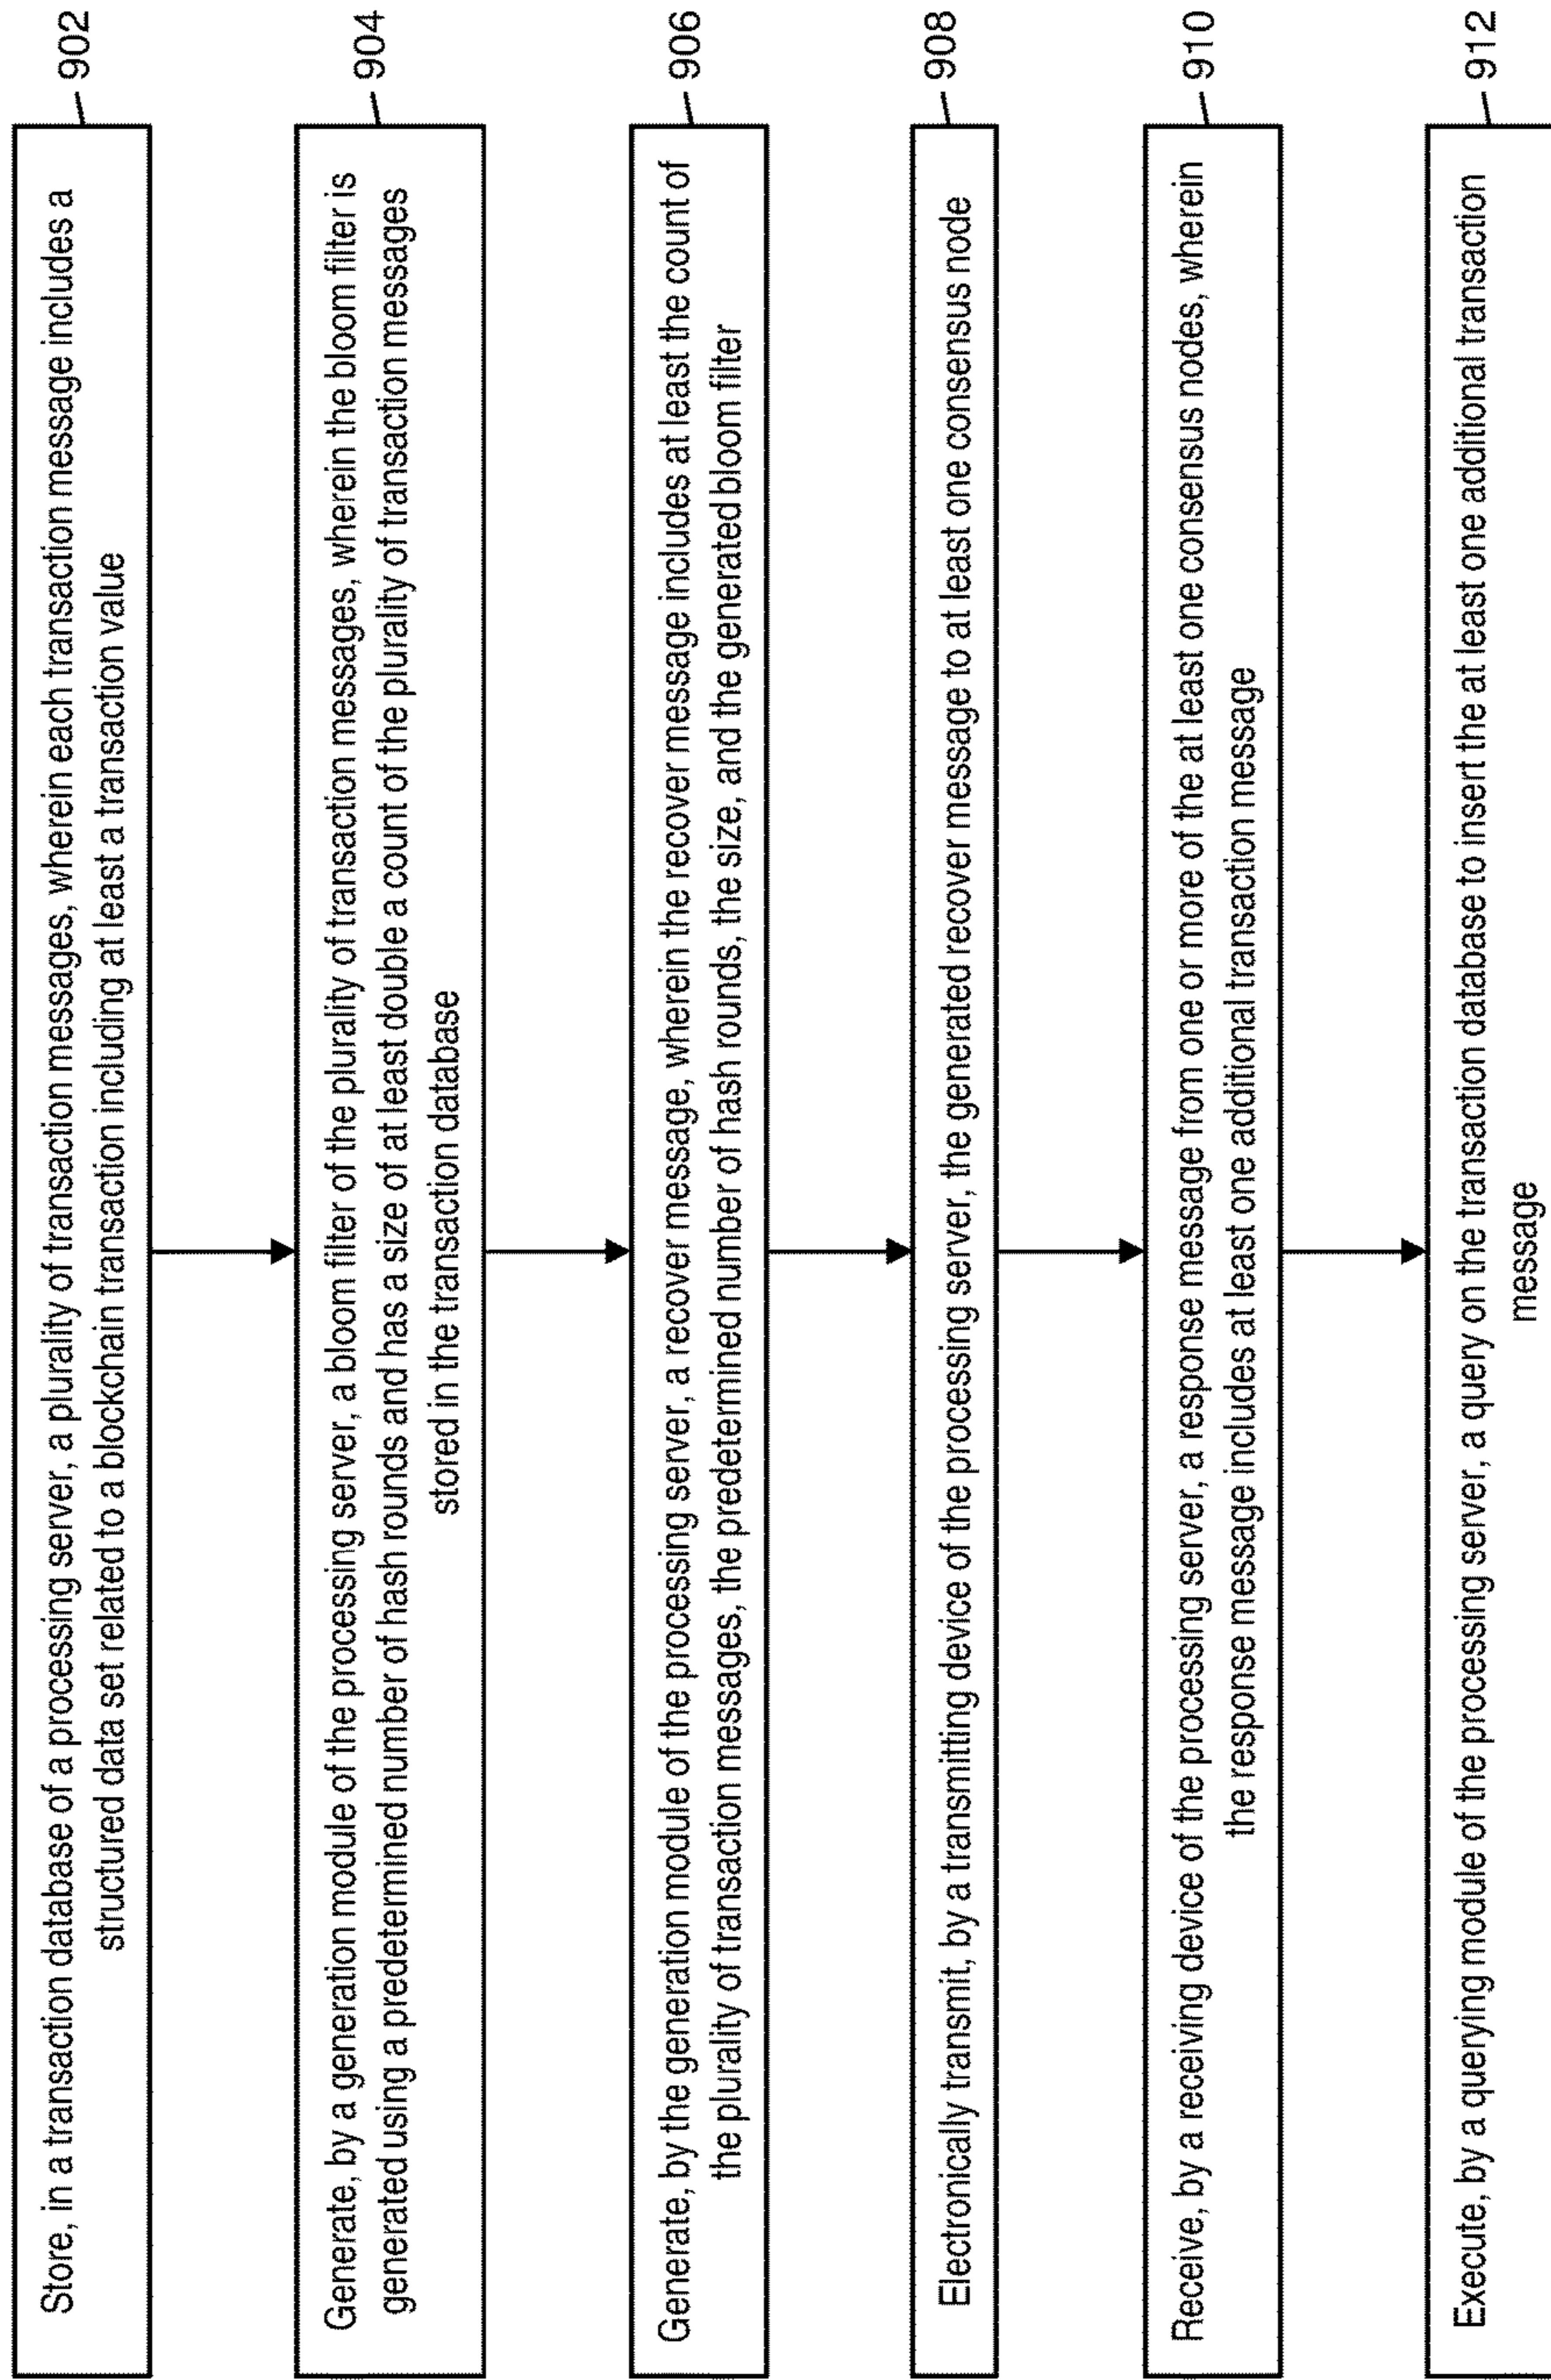 Store, in a transaction database of a processing server, a plurality of transaction messages, wherein each transaction message includes a
structured data set related to a blockchain transaction including at least a transaction value
902
Generate, by a generation module of the processing server, a bloom filter of the plurality of transaction messages, wherein the bloom filter is
generated using a predetermined number of hash rounds and has a size of at least double a count of the plurality of transaction messages
stored in the transaction database
904
Generate, by the generation module of the processing server, a recover message, wherein the recover message includes at least the count of
the plurality of transaction messages, the predetermined number of hash rounds, the size, and the generated bloom filter
906
Electronically transmit, by a transmitting device of the processing server, the generated recover message to at least one consensus node
908
Receive, by a receiving device of the processing server, a response message from one or more of the at least one consensus nodes, wherein
the response message includes at least one additional transaction message
910
Execute, by a querying module of the processing server, a query on the transaction database to insert the at least one additional transaction
message
912